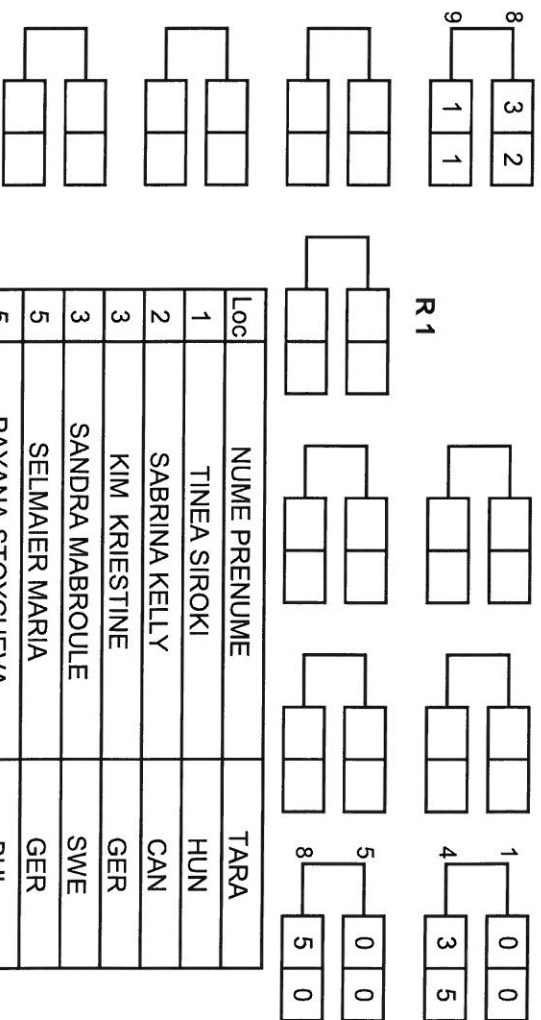 8 3 2 1 0 0
9 1 1 4 3 5
R 1
5 0 0
8 5 0
Loc NUME PRENUME TARA
1 TINEA SIROKI HUN
2 SABRINA KELLY CAN
3 KIM KRIESTINE GER
3 SANDRA MABROULE SWE
5 SELMAIER MARIA GER